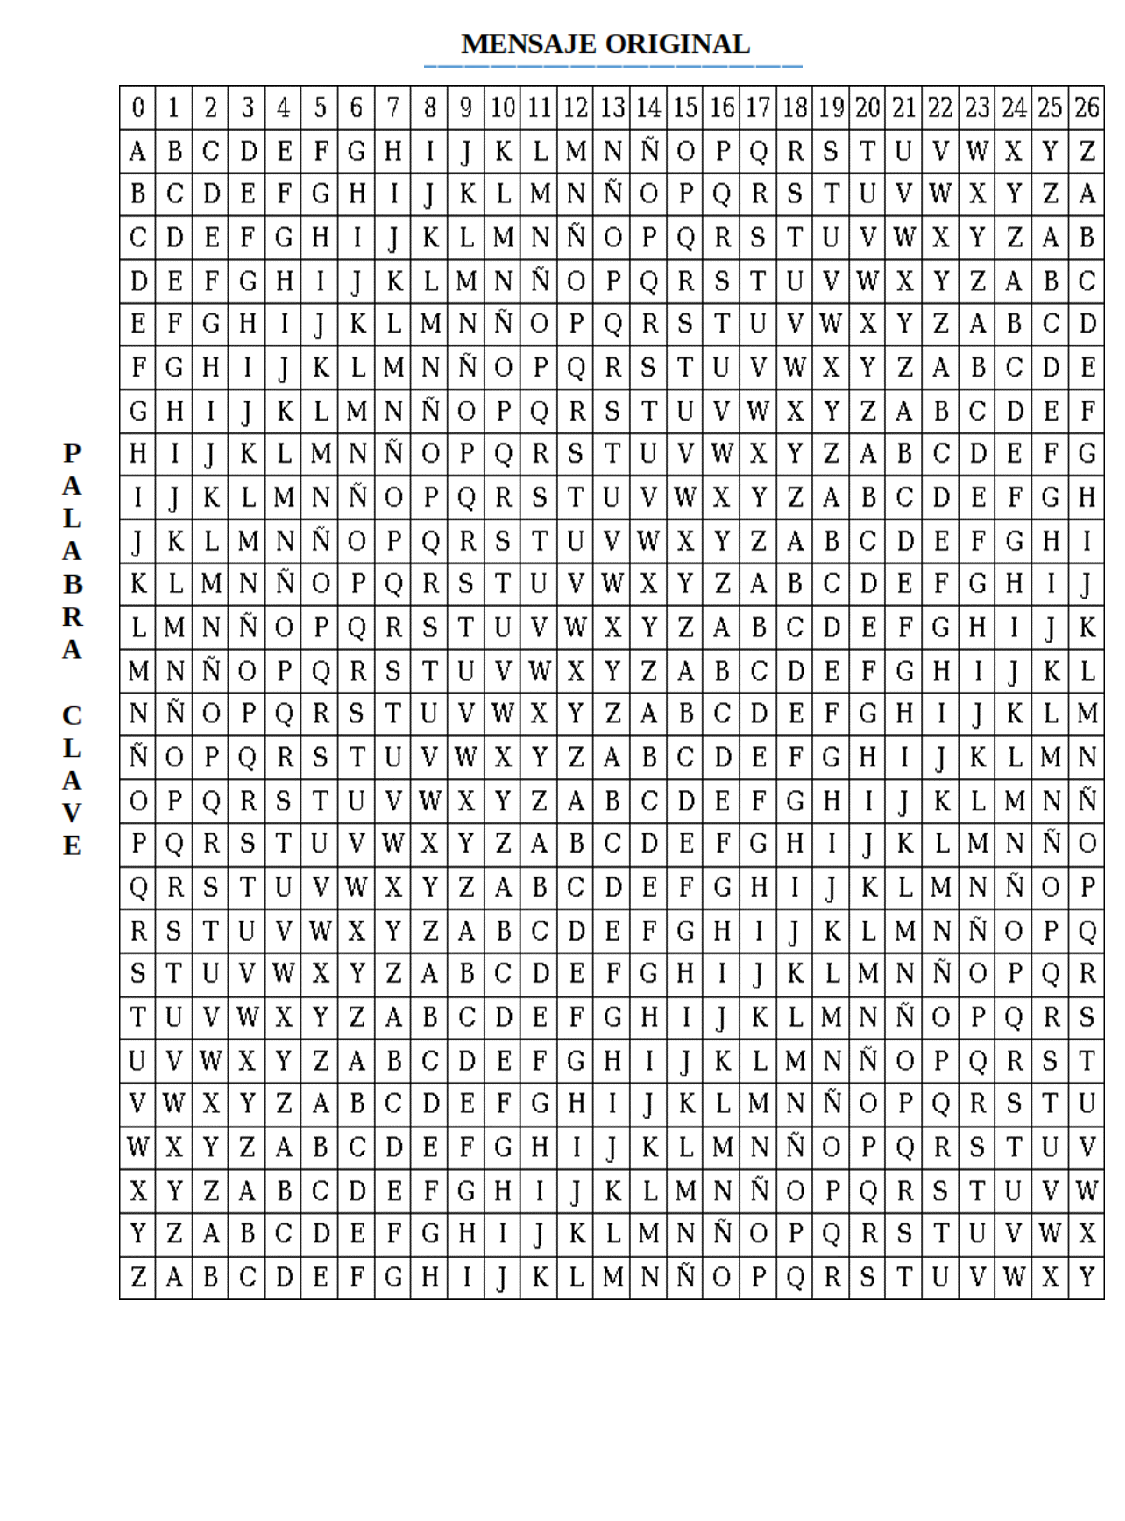 MENSAJE ORIGINAL
0 1 2 3 4 5 6 7 8 9 10 11 12 13 14 15 16 17 18 19 20 21 22 23 24 25 26
A B C D E F G H I J K L M N Ñ O P Q R S T U V W X Y Z
B C D E F G H I J K L M N Ñ O P Q R S T U V W X Y Z A
C D E F G H I J K L M N Ñ O P Q R S T U V W X Y Z A B
D E F G H I J K L M N Ñ O P Q R S T U V W X Y Z A B C
E F G H I J K L M N Ñ O P Q R S T U V W X Y Z A B C D
F G H I J K L M N Ñ O P Q R S T U V W X Y Z A B C D E
G H I J K L M N Ñ O P Q R S T U V W X Y Z A B C D E F
H I J K L M N Ñ O P Q R S T U V W X Y Z A B C D E F G
I J K L M N Ñ O P Q R S T U V W X Y Z A B C D E F G H
J K L M N Ñ O P Q R S T U V W X Y Z A B C D E F G H I
K L M N Ñ O P Q R S T U V W X Y Z A B C D E F G H I J
L M N Ñ O P Q R S T U V W X Y Z A B C D E F G H I J K
M N Ñ O P Q R S T U V W X Y Z A B C D E F G H I J K L
N Ñ O P Q R S T U V W X Y Z A B C D E F G H I J K L M
Ñ O P Q R S T U V W X Y Z A B C D E F G H I J K L M N
O P Q R S T U V W X Y Z A B C D E F G H I J K L M N Ñ
P Q R S T U V W X Y Z A B C D E F G H I J K L M N Ñ O
Q R S T U V W X Y Z A B C D E F G H I J K L M N Ñ O P
R S T U V W X Y Z A B C D E F G H I J K L M N Ñ O P Q
S T U V W X Y Z A B C D E F G H I J K L M N Ñ O P Q R
T U V W X Y Z A B C D E F G H I J K L M N Ñ O P Q R S
U V W X Y Z A B C D E F G H I J K L M N Ñ O P Q R S T
V W X Y Z A B C D E F G H I J K L M N Ñ O P Q R S T U
W X Y Z A B C D E F G H I J K L M N Ñ O P Q R S T U V
X Y Z A B C D E F G H I J K L M N Ñ O P Q R S T U V W
Y Z A B C D E F G H I J K L M N Ñ O P Q R S T U V W X
Z A B C D E F G H I J K L M N Ñ O P Q R S T U V W X Y
PALABRA CLAVE